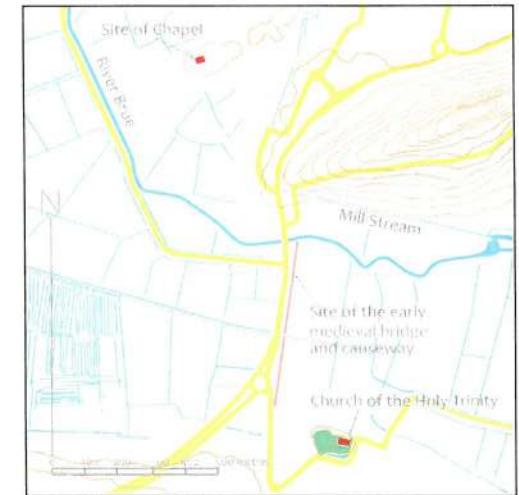 Site of Chapel
River Brue
N
Mill Stream
Site of the early
medieval bridge
and causeway
Church of the Holy Trinity
0